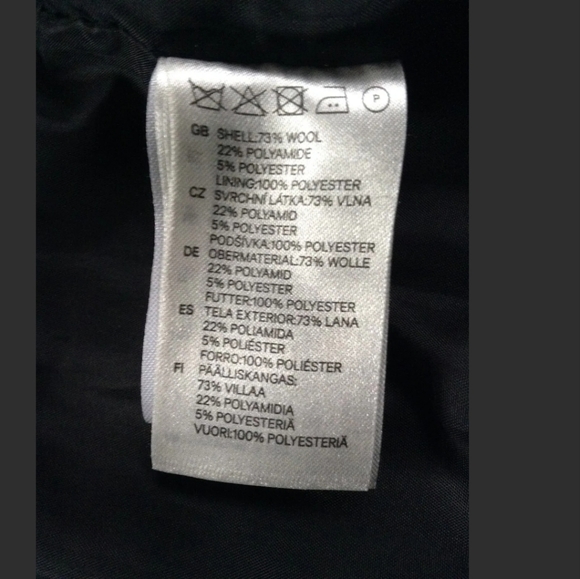 P
GB SHELL:73% WOOL
22% POLYAMIDE
5% POLYESTER
LINING:100% POLYESTER
CZ SVRCHNÍ LÁTKA:73% VLNA
22% POLYAMID
5% POLYESTER
PODŠÍVKA:100% POLYESTER
DE OBERMATERIAL:73% WOLLE
22% POLYAMID
5% POLYESTER
FUTTER:100% POLYESTER
ES TELA EXTERIOR:73% LANA
22% POLIAMIDA
5% POLIÉSTER
FORRO:100% POLIÉSTER
FI PÄÄLLISKANGAS:
73% VILLAA
22% POLYAMIDIA
5% POLYESTERIÄ
VUORI:100% POLYESTERIÄ